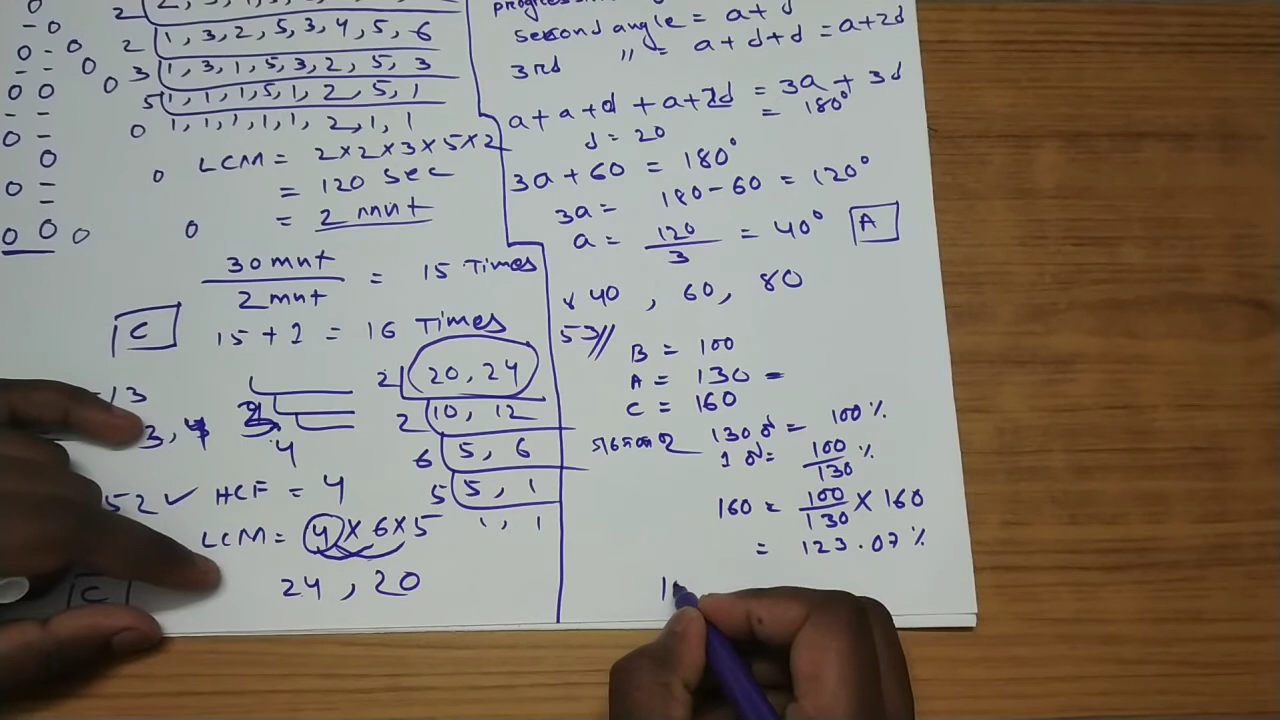 2
2 1, 3, 2, 5, 3, 4, 5, 6
3 1, 3, 1, 5, 3, 2, 5, 3
5 1, 1, 1, 5, 1, 2, 5, 1
1, 1, 1, 1, 1, 2, 1, 1
LCM = 2×2×3×5×2
= 120 sec
= 2 mnt
30 mnt / 2 mnt = 15 Times
C 15 + 2 = 16 Times
2 20, 24
2 10, 12
6 5, 6
5 5, 1
1, 1
4
52 ✓ HCF = 4
LCM = 4×6×5
24, 20
C
second angle = a + d
3rd " = a + d + d = a + 2d
a + a + d + a + 2d = 3a + 3d
= 180°
d = 20
3a + 60 = 180°
3a = 180 - 60 = 120°
a = 120/3 = 40° A
40, 60, 80
53//
B = 100
A = 130
C = 160
130 = 100%
1 = 100/130 %
160 = 100/130 × 160
= 123.07%